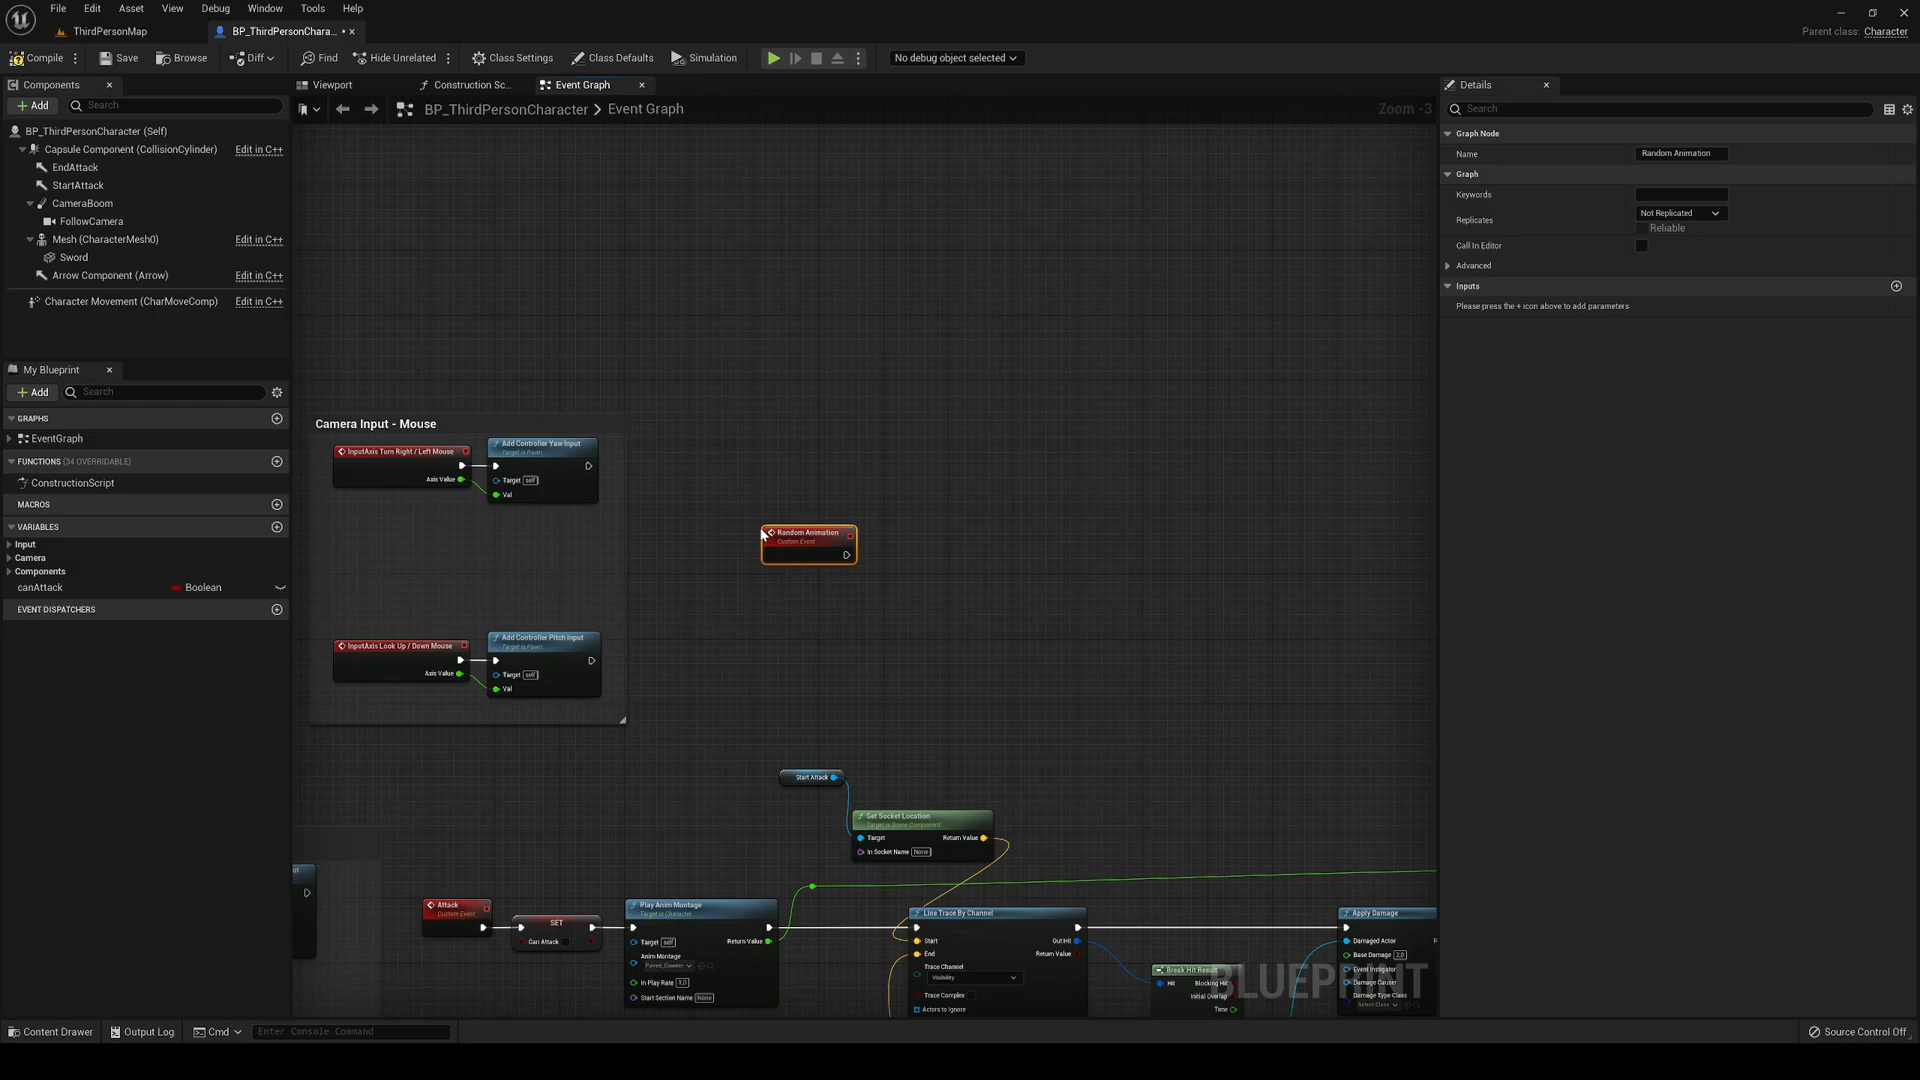 File Edit Asset View Debug Window Tools Help
ThirdPersonMap
BP_ThirdPersonChara...
Parent class: Character
Compile
Save
Browse
Diff
Find
Hide Unrelated
Class Settings
Class Defaults
Simulation
No debug object selected
Components
Add
Search
BP_ThirdPersonCharacter (Self)
Capsule Component (CollisionCylinder) Edit in C++
EndAttack
StartAttack
CameraBoom
FollowCamera
Mesh (CharacterMesh0) Edit in C++
Sword
Arrow Component (Arrow) Edit in C++
Character Movement (CharMoveComp) Edit in C++
My Blueprint
Add
Search
GRAPHS
EventGraph
FUNCTIONS (34 OVERRIDABLE)
ConstructionScript
MACROS
VARIABLES
Input
Camera
Components
canAttack Boolean
EVENT DISPATCHERS
Viewport
Construction Sc...
Event Graph
BP_ThirdPersonCharacter > Event Graph
Zoom -3
Camera Input - Mouse
InputAxis Turn Right / Left Mouse
Axis Value
Add Controller Yaw Input
Target is Pawn
Target self
Val
InputAxis Look Up / Down Mouse
Axis Value
Add Controller Pitch Input
Target is Pawn
Target self
Val
Random Animation
Custom Event
Start Attack
Get Socket Location
Target is Scene Component
Target Return Value
In Socket Name None
Attack
Custom Event
SET
Can Attack
Play Anim Montage
Target is Character
Target self Return Value
Anim Montage
Paired_Counter
In Play Rate 1,0
Start Section Name None
Line Trace By Channel
Start Out Hit
End Return Value
Trace Channel
Visibility
Trace Complex
Actors to Ignore
Break Hit Result
Hit Blocking Hit
Initial Overlap
Time
Apply Damage
Damaged Actor
Base Damage 2,0
Event Instigator
Damage Causer
Damage Type Class
Select Class
BLUEPRINT
Details
Search
Graph Node
Name Random Animation
Graph
Keywords
Replicates Not Replicated
Reliable
Call In Editor
Advanced
Inputs
Please press the + icon above to add parameters
Content Drawer
Output Log
Cmd
Enter Console Command
Source Control Off